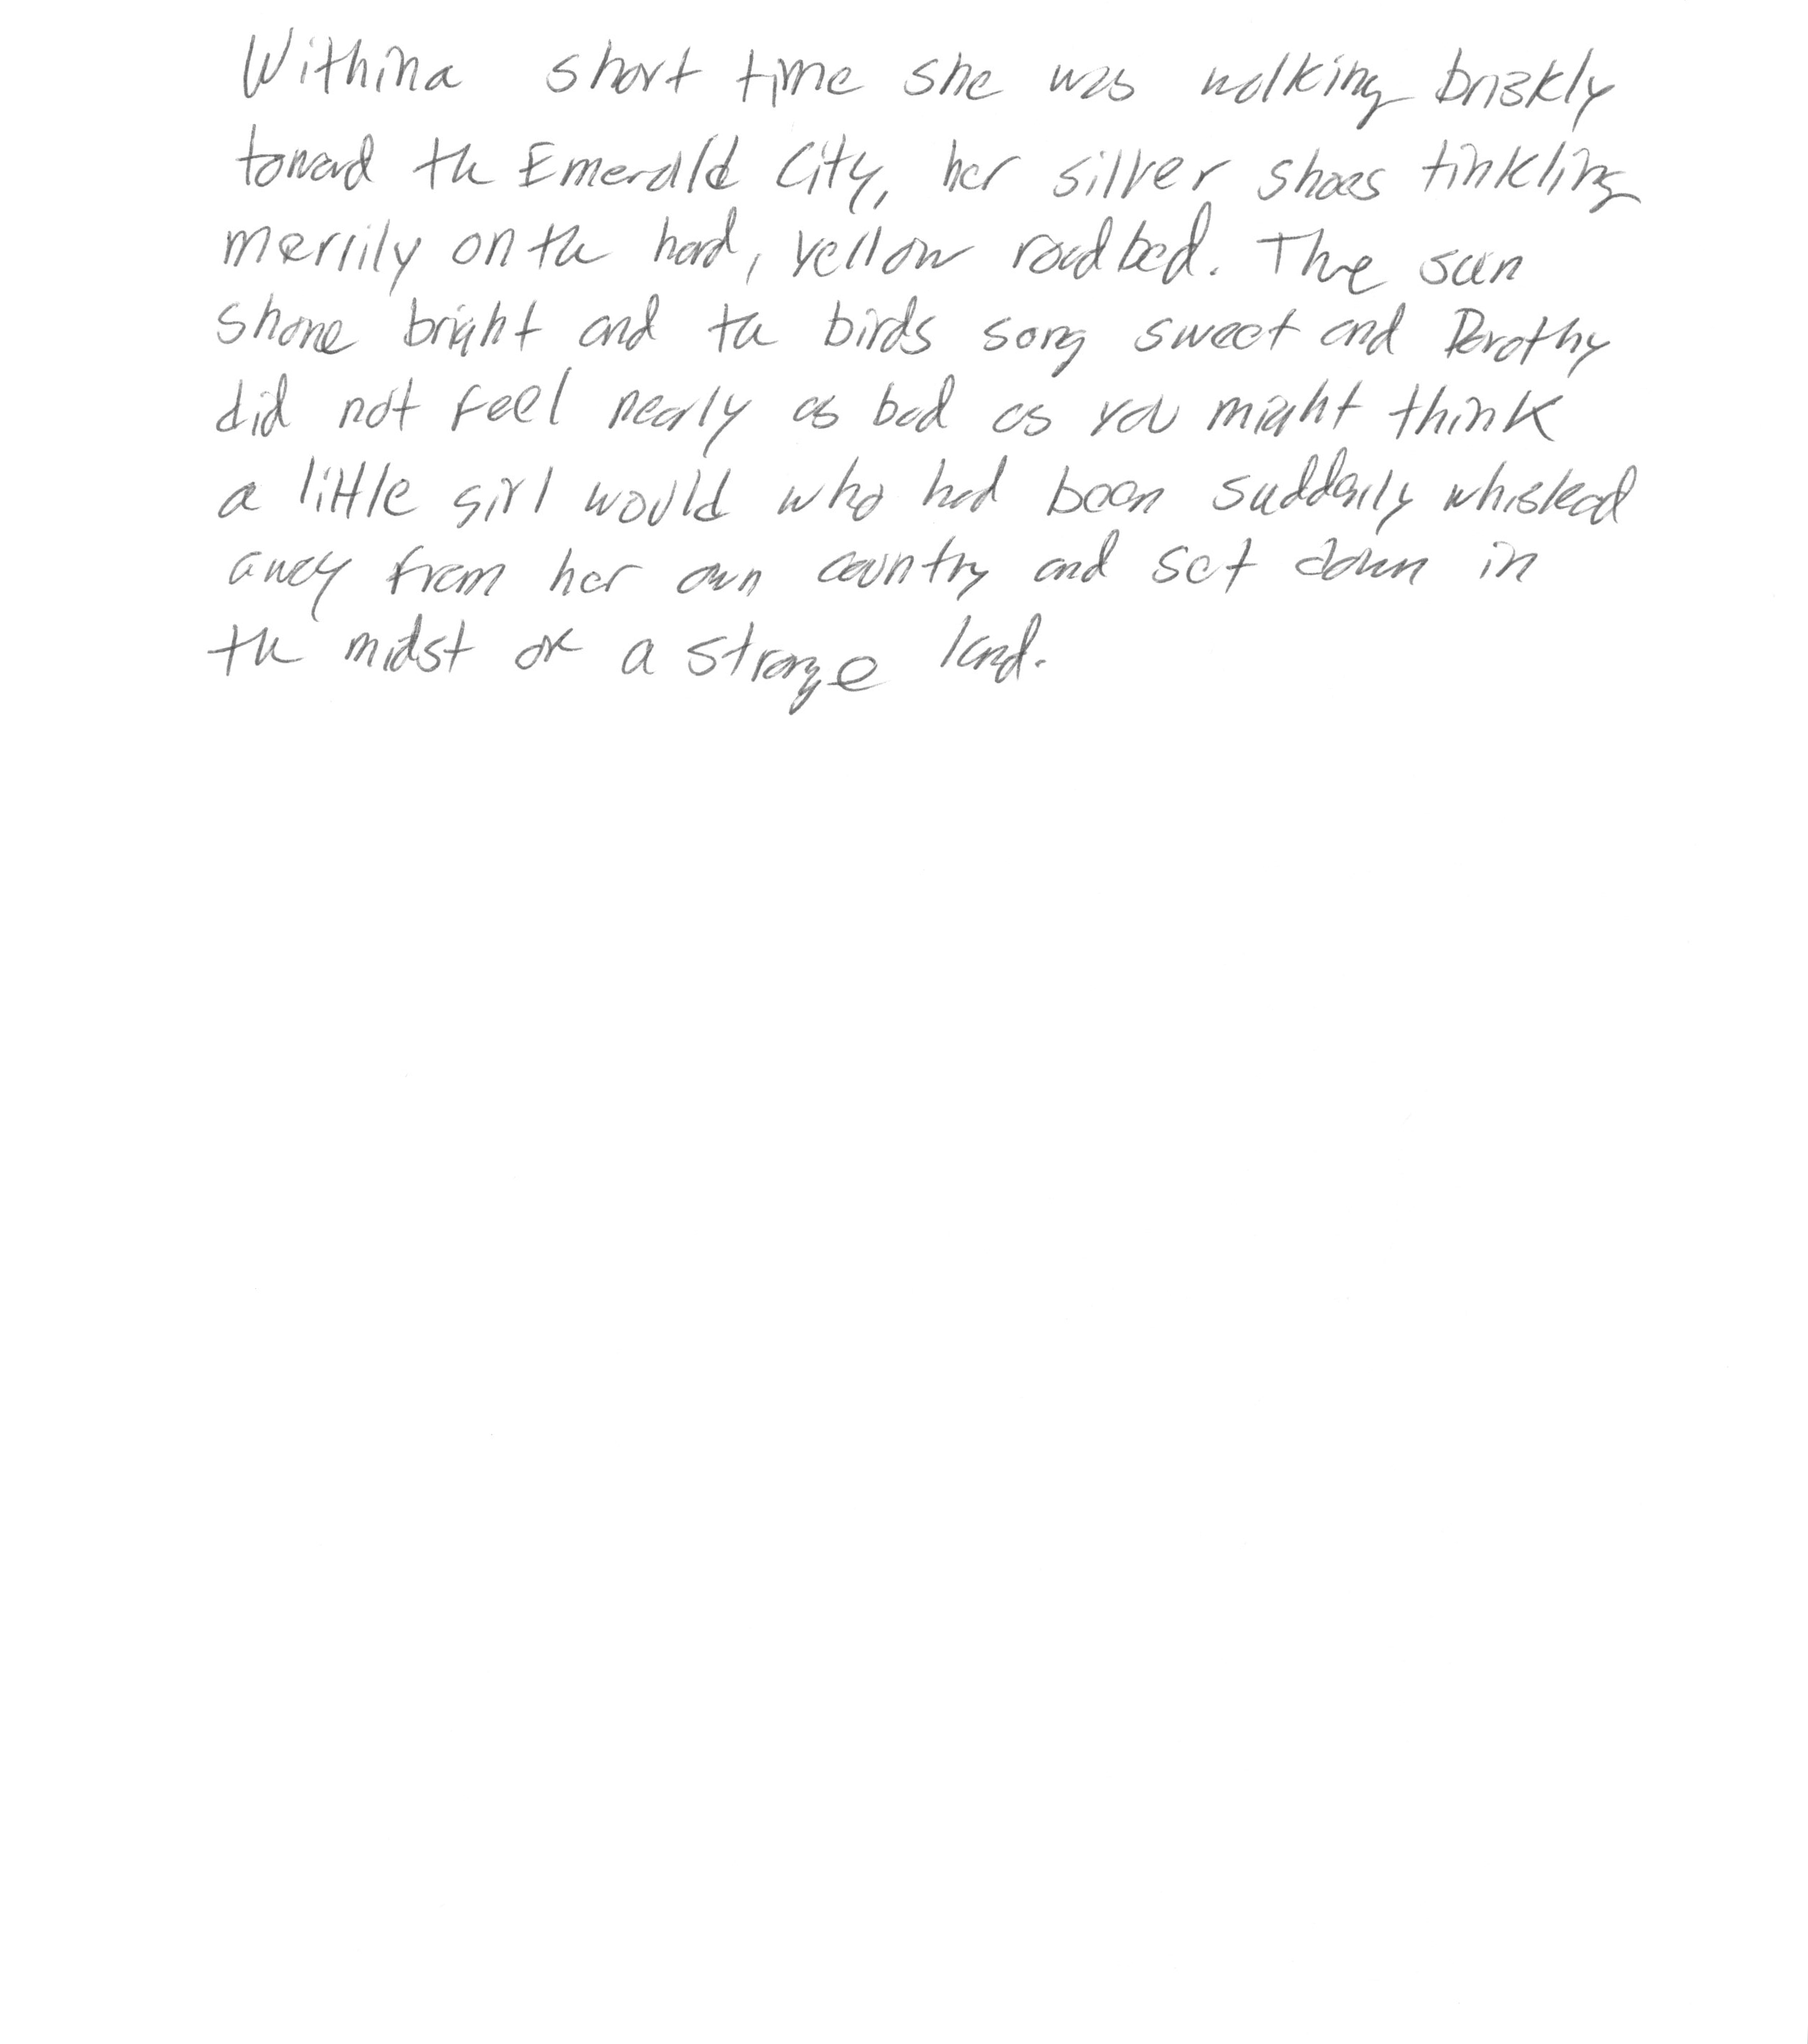 Within a short time she was walking briskly
toward the Emerald City, her silver shoes tinkling
merrily on the hard, yellow roadbed. The sun
shone bright and the birds song sweet and Dorothy
did not feel nearly as bad as you might think
a little girl would who had been suddenly whisked
away from her own country and set down in
the midst of a strange land.